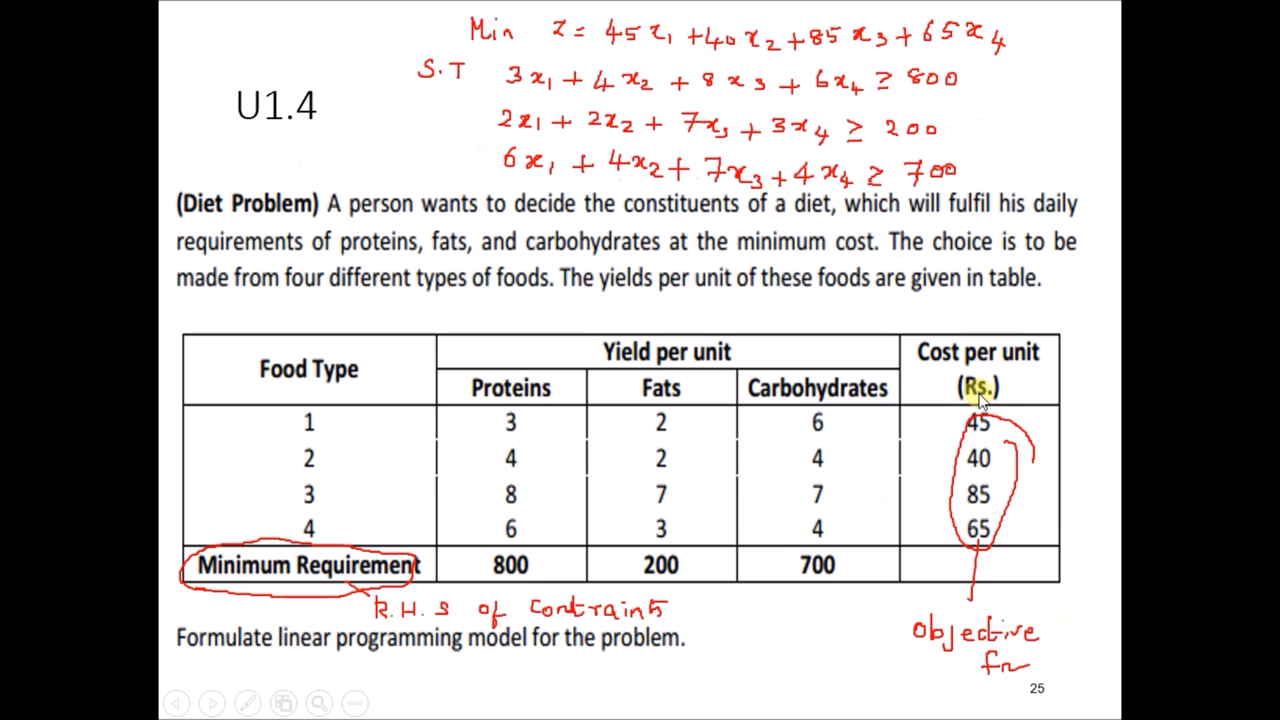 Min Z = 45x₁ + 40x₂ + 85x₃ + 65x₄
S.T 3x₁ + 4x₂ + 8x₃ + 6x₄ ≥ 800
U1.4
2x₁ + 2x₂ + 7x₃ + 3x₄ ≥ 200
6x₁ + 4x₂ + 7x₃ + 4x₄ ≥ 700
(Diet Problem) A person wants to decide the constituents of a diet, which will fulfil his daily
requirements of proteins, fats, and carbohydrates at the minimum cost. The choice is to be
made from four different types of foods. The yields per unit of these foods are given in table.
Food Type Yield per unit Cost per unit
Proteins Fats Carbohydrates (Rs.)
1 3 2 6 45
2 4 2 4 40
3 8 7 7 85
4 6 3 4 65
Minimum Requirement 800 200 700
R.H.S of Contraints
Formulate linear programming model for the problem.
Objective
fn
25